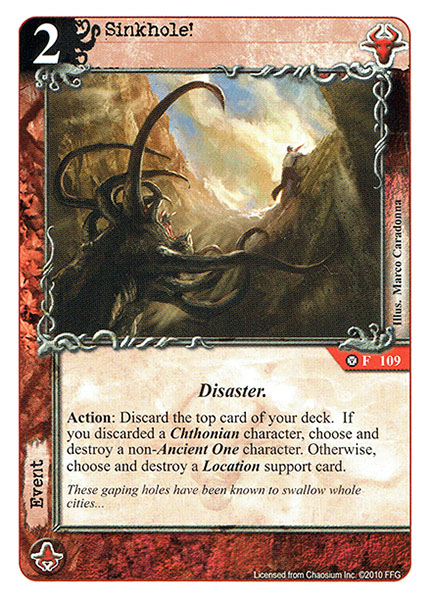 2
Sinkhole!
Illus. Marco Caradonna
F 109
Disaster.
Action: Discard the top card of your deck. If
you discarded a Chthonian character, choose and
destroy a non-Ancient One character. Otherwise,
choose and destroy a Location support card.
These gaping holes have been known to swallow whole
cities...
Event
Licensed from Chaosium Inc. ©2010 FFG